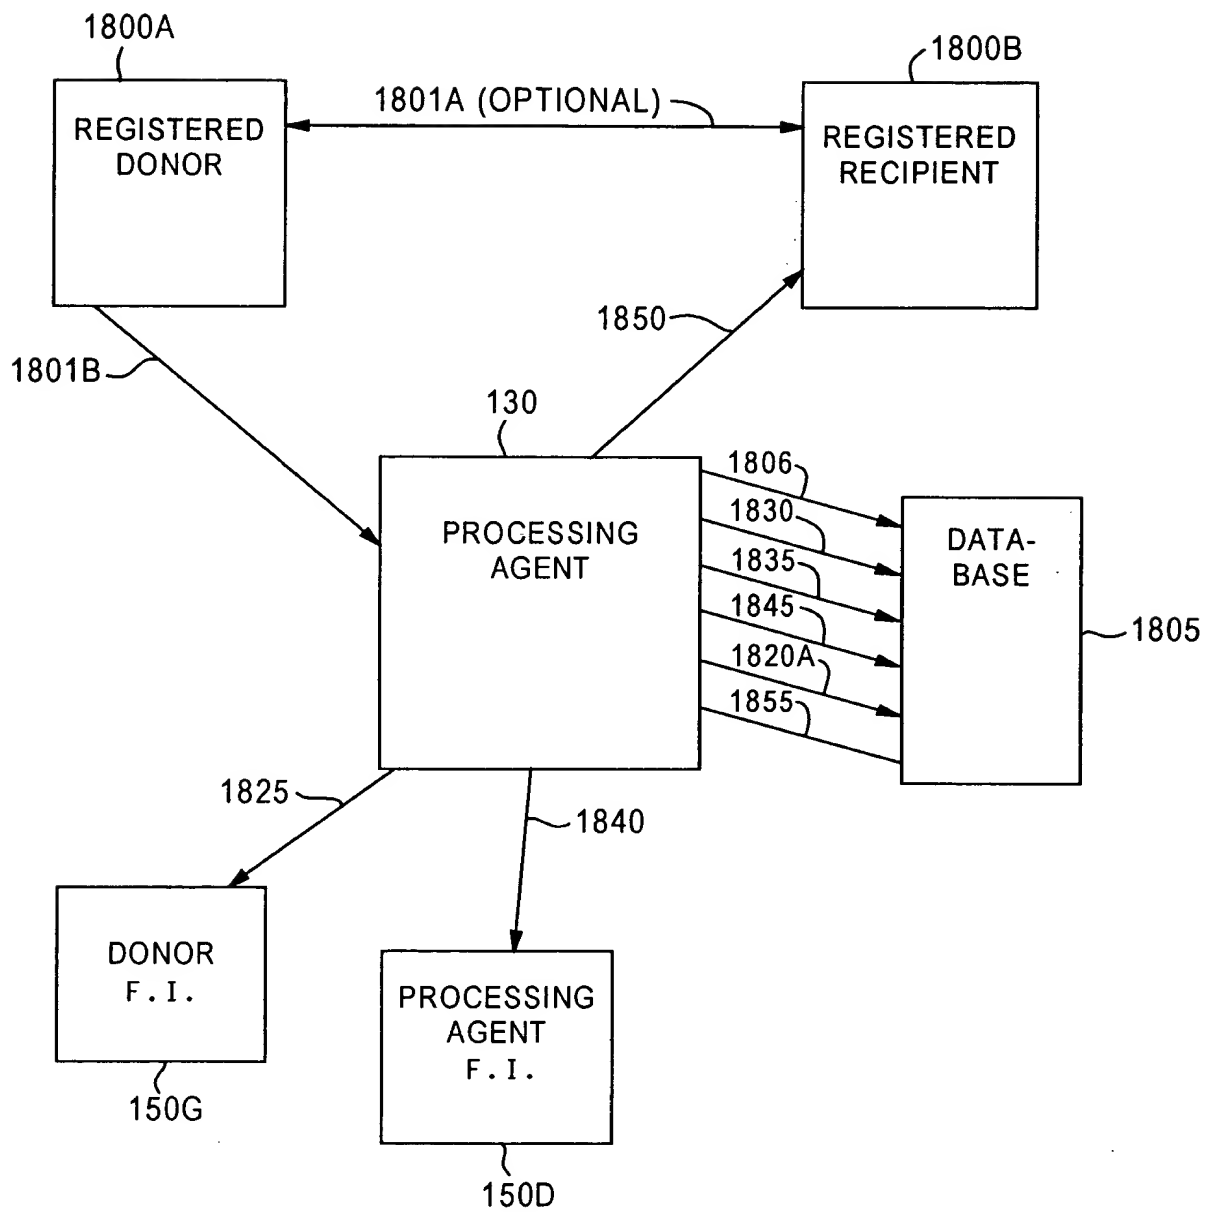 1800A
1800B
1801A (OPTIONAL)
REGISTERED
DONOR
REGISTERED
RECIPIENT
1850
1801B
130
1806
1830
1835
1845
1820A
1855
PROCESSING
AGENT
DATA-
BASE
1805
1825
1840
DONOR
F.I.
PROCESSING
AGENT
F.I.
150G
150D